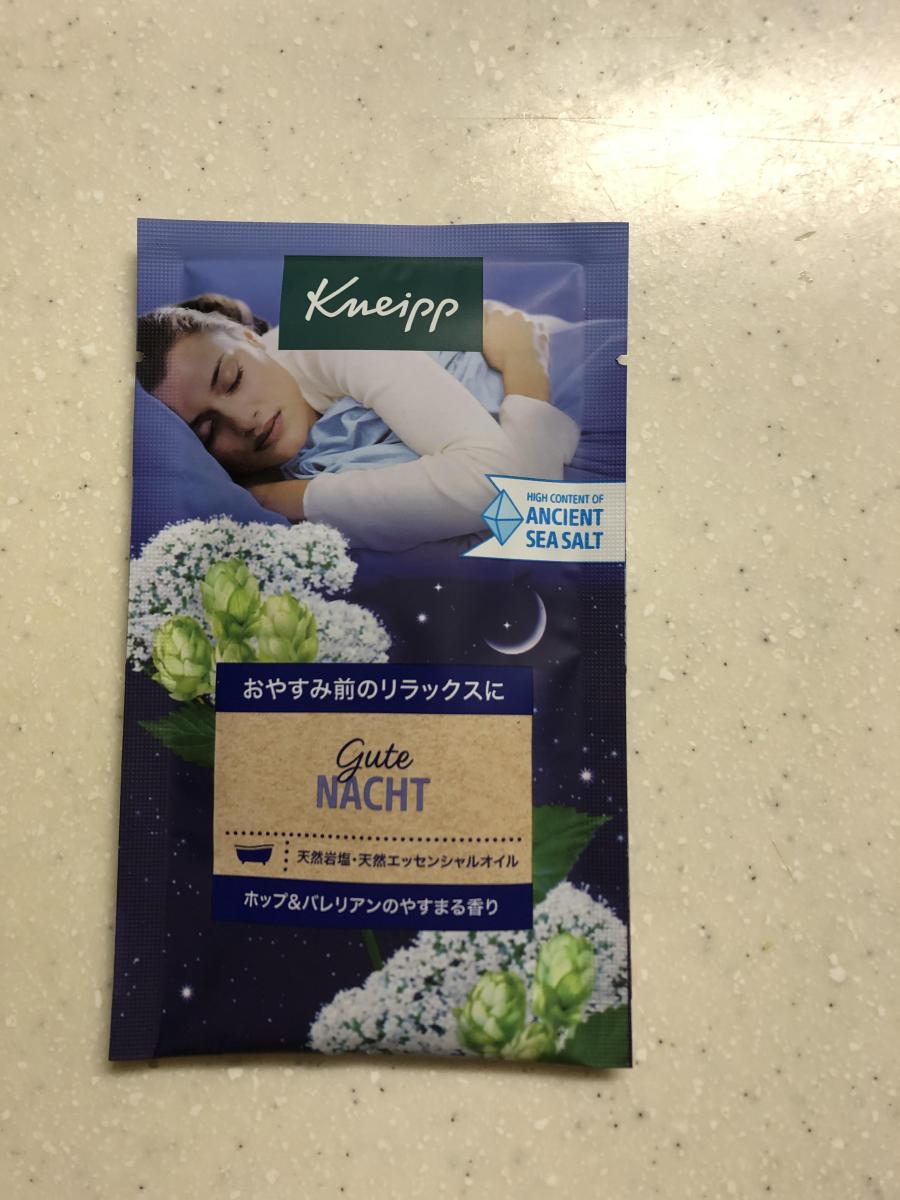 Kneipp
HIGH CONTENT OF
ANCIENT
SEA SALT
おやすみ前のリラックスに
Gute
NACHT
天然岩塩・天然エッセンシャルオイル
ホップ&バレリアンのやすまる香り